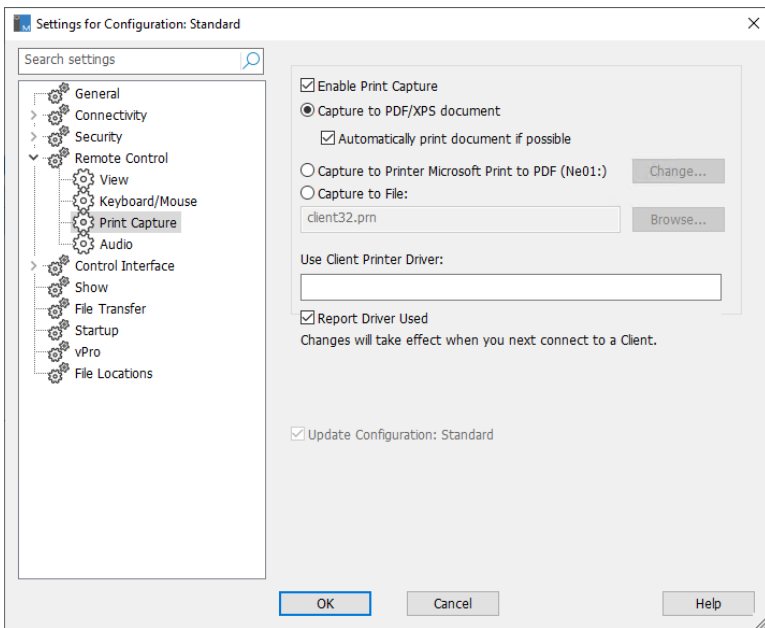 Settings for Configuration: Standard
Search settings
General
Connectivity
Security
Remote Control
View
Keyboard/Mouse
Print Capture
Audio
Control Interface
Show
File Transfer
Startup
vPro
File Locations
Enable Print Capture
Capture to PDF/XPS document
Automatically print document if possible
Capture to Printer Microsoft Print to PDF (Ne01:)
Change...
Capture to File:
client32.prn
Browse...
Use Client Printer Driver:
Report Driver Used
Changes will take effect when you next connect to a Client.
Update Configuration: Standard
OK
Cancel
Help